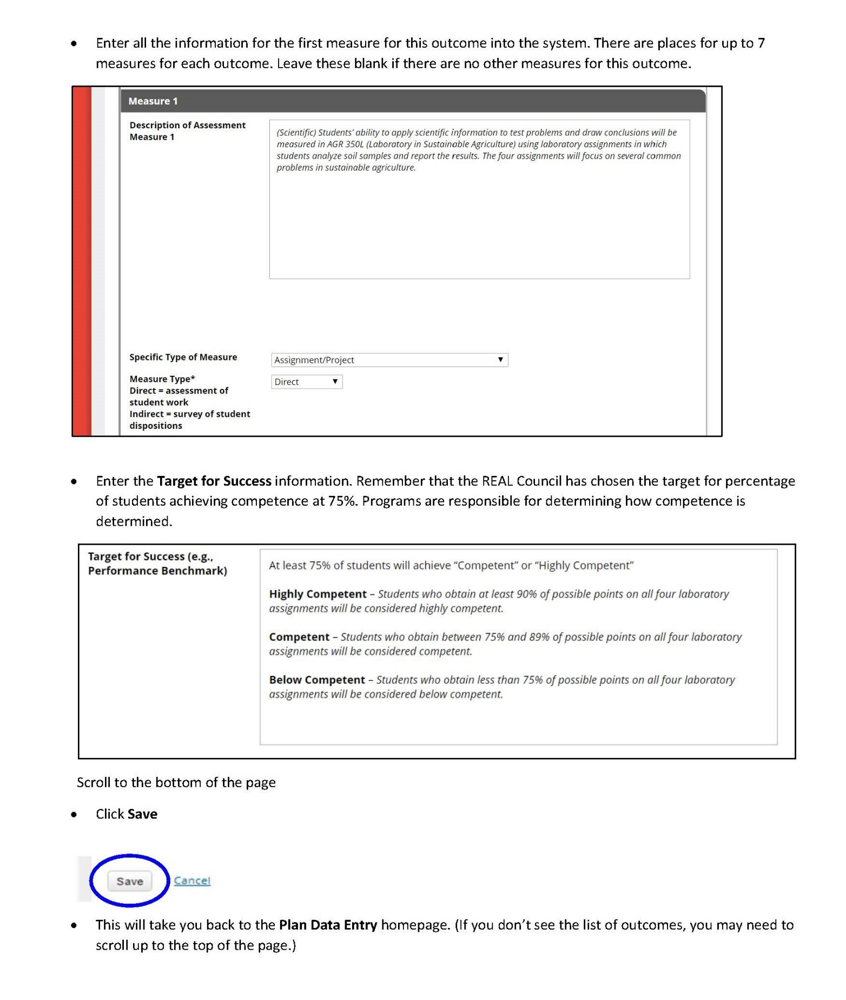 • Enter all the information for the first measure for this outcome into the system. There are places for up to 7
measures for each outcome. Leave these blank if there are no other measures for this outcome.
Measure 1
Description of Assessment
Measure 1
(Scientific) Students' ability to apply scientific information to test problems and draw conclusions will be
measured in AGR 350L (Laboratory in Sustainable Agriculture) using laboratory assignments in which
students analyze soil samples and report the results. The four assignments will focus on several common
problems in sustainable agriculture.
Specific Type of Measure
Assignment/Project ▼
Measure Type*
Direct = assessment of
student work
Indirect = survey of student
dispositions
Direct ▼
• Enter the Target for Success information. Remember that the REAL Council has chosen the target for percentage
of students achieving competence at 75%. Programs are responsible for determining how competence is
determined.
Target for Success (e.g.,
Performance Benchmark)
At least 75% of students will achieve “Competent” or “Highly Competent”
Highly Competent – Students who obtain at least 90% of possible points on all four laboratory
assignments will be considered highly competent.
Competent – Students who obtain between 75% and 89% of possible points on all four laboratory
assignments will be considered competent.
Below Competent – Students who obtain less than 75% of possible points on all four laboratory
assignments will be considered below competent.
Scroll to the bottom of the page
• Click Save
Save Cancel
• This will take you back to the Plan Data Entry homepage. (If you don’t see the list of outcomes, you may need to
scroll up to the top of the page.)